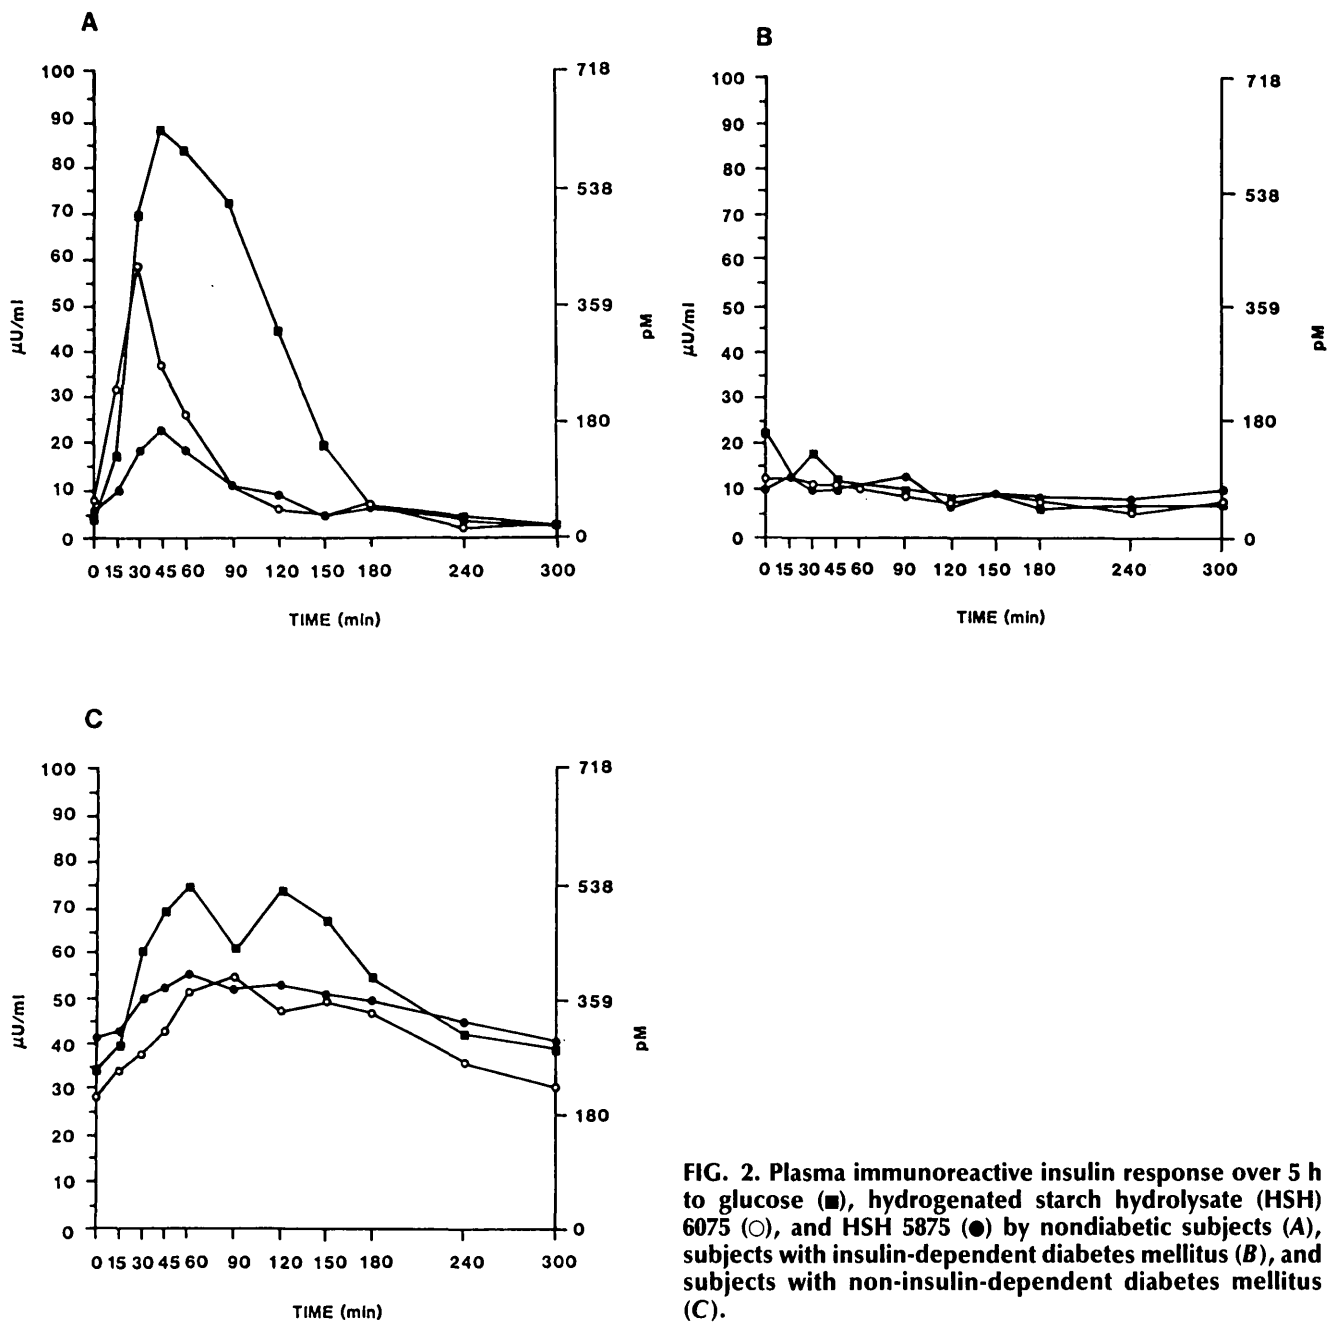 A
100
90
80
70
60
50
40
30
20
10
0
µU/ml
718
538
359
180
0
pM
0 15 30 45 60 90 120 150 180 240 300
TIME (min)
B
100
90
80
70
60
50
40
30
20
10
0
µU/ml
718
538
359
180
0
pM
0 15 30 45 60 90 120 150 180 240 300
TIME (min)
C
100
90
80
70
60
50
40
30
20
10
0
µU/ml
718
538
359
180
0
pM
0 15 30 45 60 90 120 150 180 240 300
TIME (min)
FIG. 2. Plasma immunoreactive insulin response over 5 h
to glucose (■), hydrogenated starch hydrolysate (HSH)
6075 (○), and HSH 5875 (●) by nondiabetic subjects (A),
subjects with insulin-dependent diabetes mellitus (B), and
subjects with non-insulin-dependent diabetes mellitus
(C).